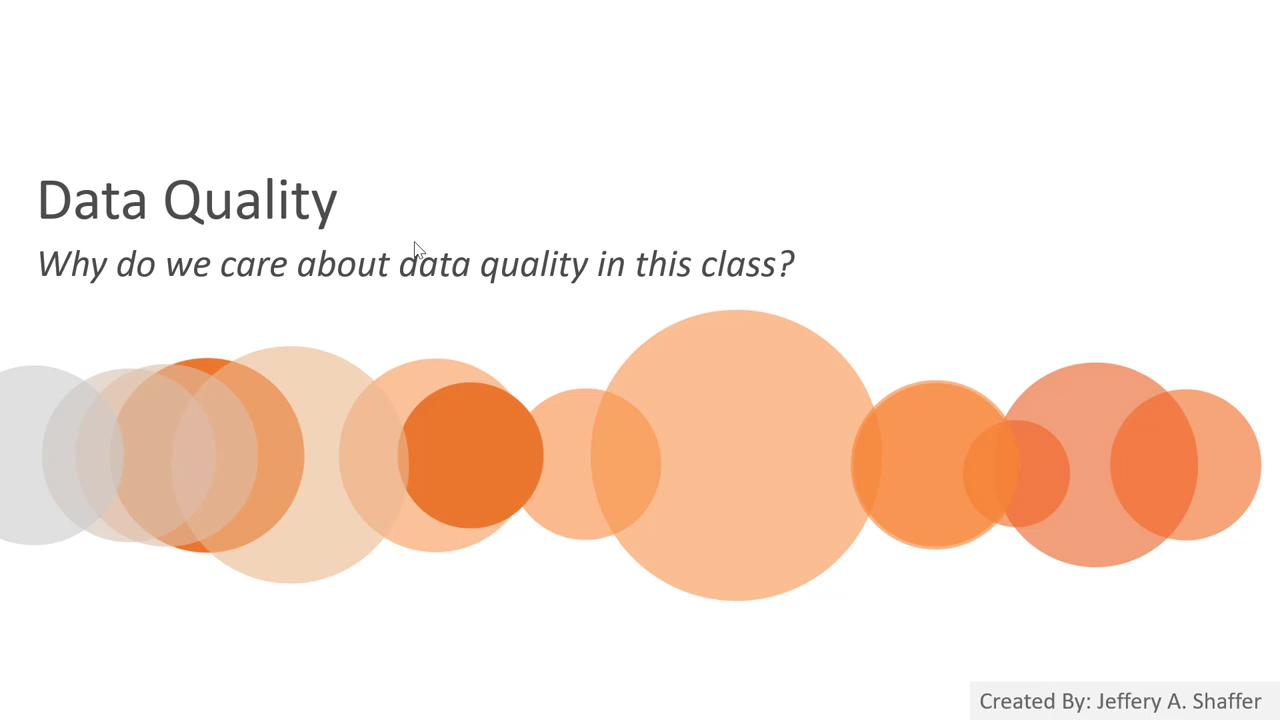 Data Quality
Why do we care about data quality in this class?
Created By: Jeffery A. Shaffer